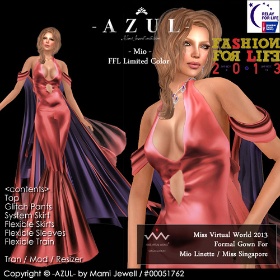 - A Z U L -
- Mio -
FFL Limited Color
RELAY FOR LIFE
FASHION
FOR LIFE
2013
<contents>
Top
Glitch Pants
System Skirt
Flexible Skirts
Flexible Sleeves
Flexible Train
Tran / Mod / Resizer
Miss Virtual World 2013
Formal Gown For
Mio Linette / Miss Singapore
Copyright © -AZUL- by Mami Jewell / #00051762